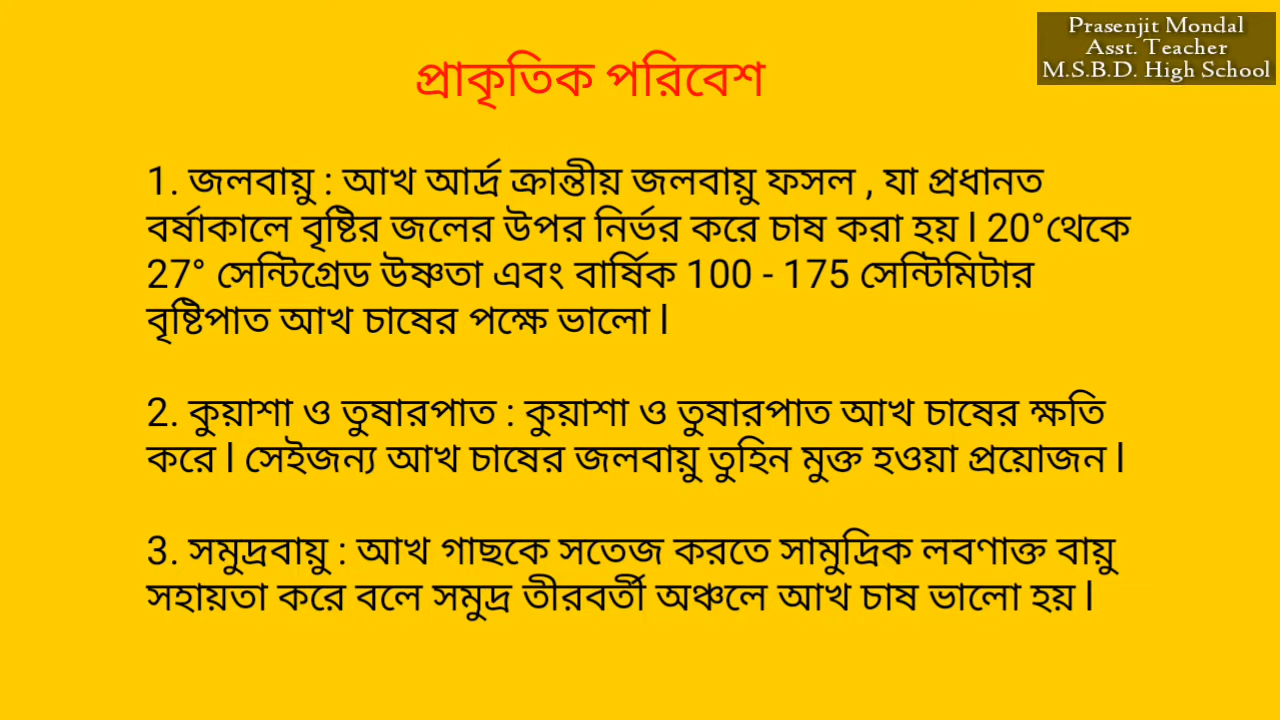 Prasenjit Mondal
Asst. Teacher
M.S.B.D. High School
প্রাকৃতিক পরিবেশ
1. জলবায়ু : আখ আর্দ্র ক্রান্তীয় জলবায়ু ফসল , যা প্রধানত
বর্ষাকালে বৃষ্টির জলের উপর নির্ভর করে চাষ করা হয় l 20°থেকে
27° সেন্টিগ্রেড উষ্ণতা এবং বার্ষিক 100 - 175 সেন্টিমিটার
বৃষ্টিপাত আখ চাষের পক্ষে ভালো l
2. কুয়াশা ও তুষারপাত : কুয়াশা ও তুষারপাত আখ চাষের ক্ষতি
করে l সেইজন্য আখ চাষের জলবায়ু তুহিন মুক্ত হওয়া প্রয়োজন l
3. সমুদ্রবায়ু : আখ গাছকে সতেজ করতে সামুদ্রিক লবণাক্ত বায়ু
সহায়তা করে বলে সমুদ্র তীরবর্তী অঞ্চলে আখ চাষ ভালো হয় l